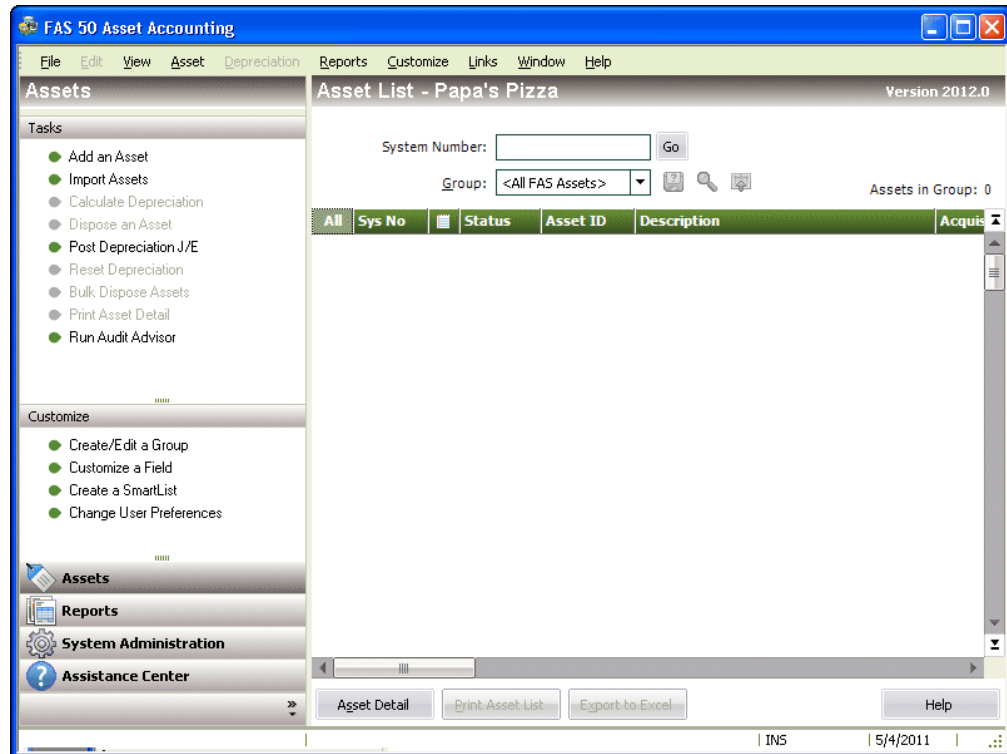 FAS 50 Asset Accounting
File Edit View Asset Depreciation Reports Customize Links Window Help
Assets
Asset List - Papa's Pizza Version 2012.0
Tasks
Add an Asset
Import Assets
Calculate Depreciation
Dispose an Asset
Post Depreciation J/E
Reset Depreciation
Bulk Dispose Assets
Print Asset Detail
Run Audit Advisor
System Number: Go
Group: <All FAS Assets> Assets in Group: 0
All Sys No Status Asset ID Description Acquis
Customize
Create/Edit a Group
Customize a Field
Create a SmartList
Change User Preferences
Assets
Reports
System Administration
Assistance Center
Asset Detail Print Asset List Export to Excel Help
INS 5/4/2011